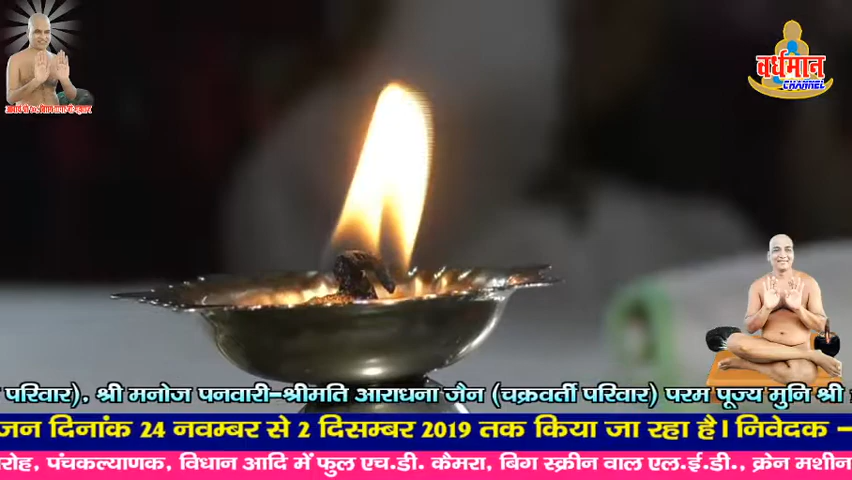 वर्धमान
CHANNEL
परिवार). श्री मनोज पनवारी-श्रीमति आराधना जैन (चक्रवर्ती परिवार) परम पूज्य मुनि श्री
जन दिनांक 24 नवम्बर से 2 दिसम्बर 2019 तक किया जा रहा है। निवेदक –
रोह, पंचकल्याणक, विधान आदि में फुल एच.डी. कैमरा, बिग स्क्रीन वाल एल.ई.डी., क्रेन मशीन